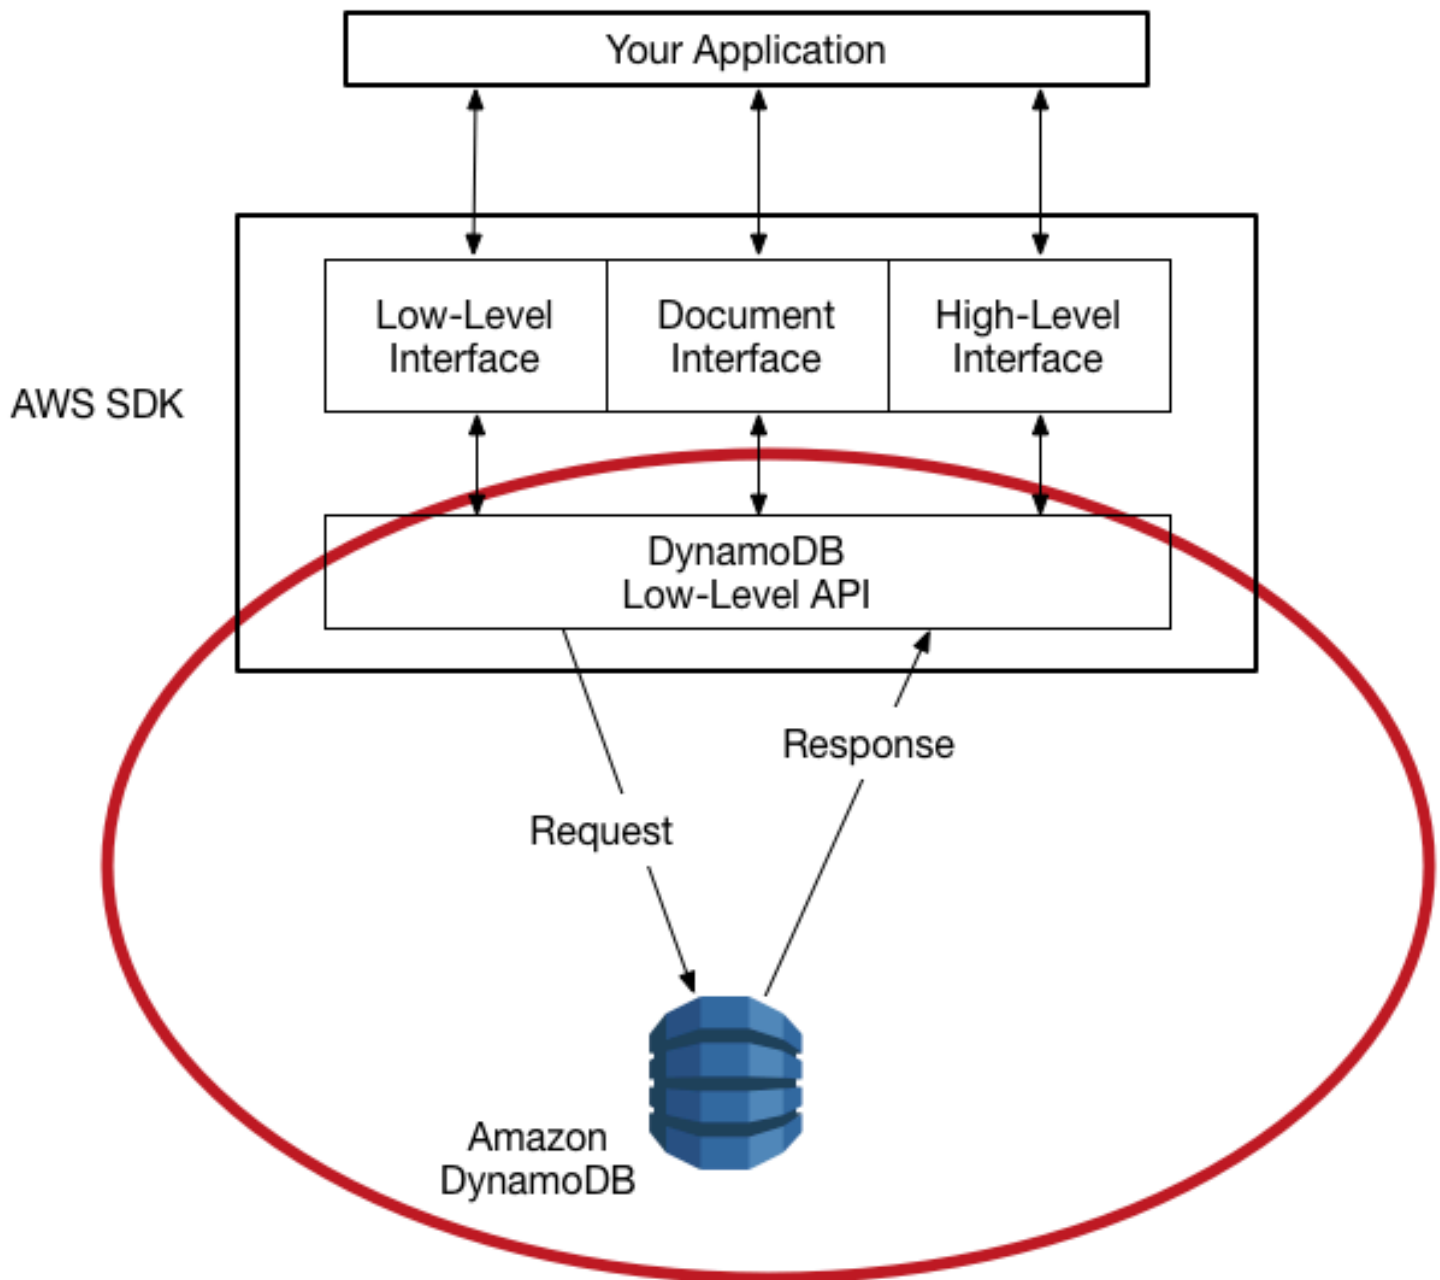 Your Application
Low-Level
Interface
Document
Interface
High-Level
Interface
AWS SDK
DynamoDB
Low-Level API
Response
Request
Amazon
DynamoDB